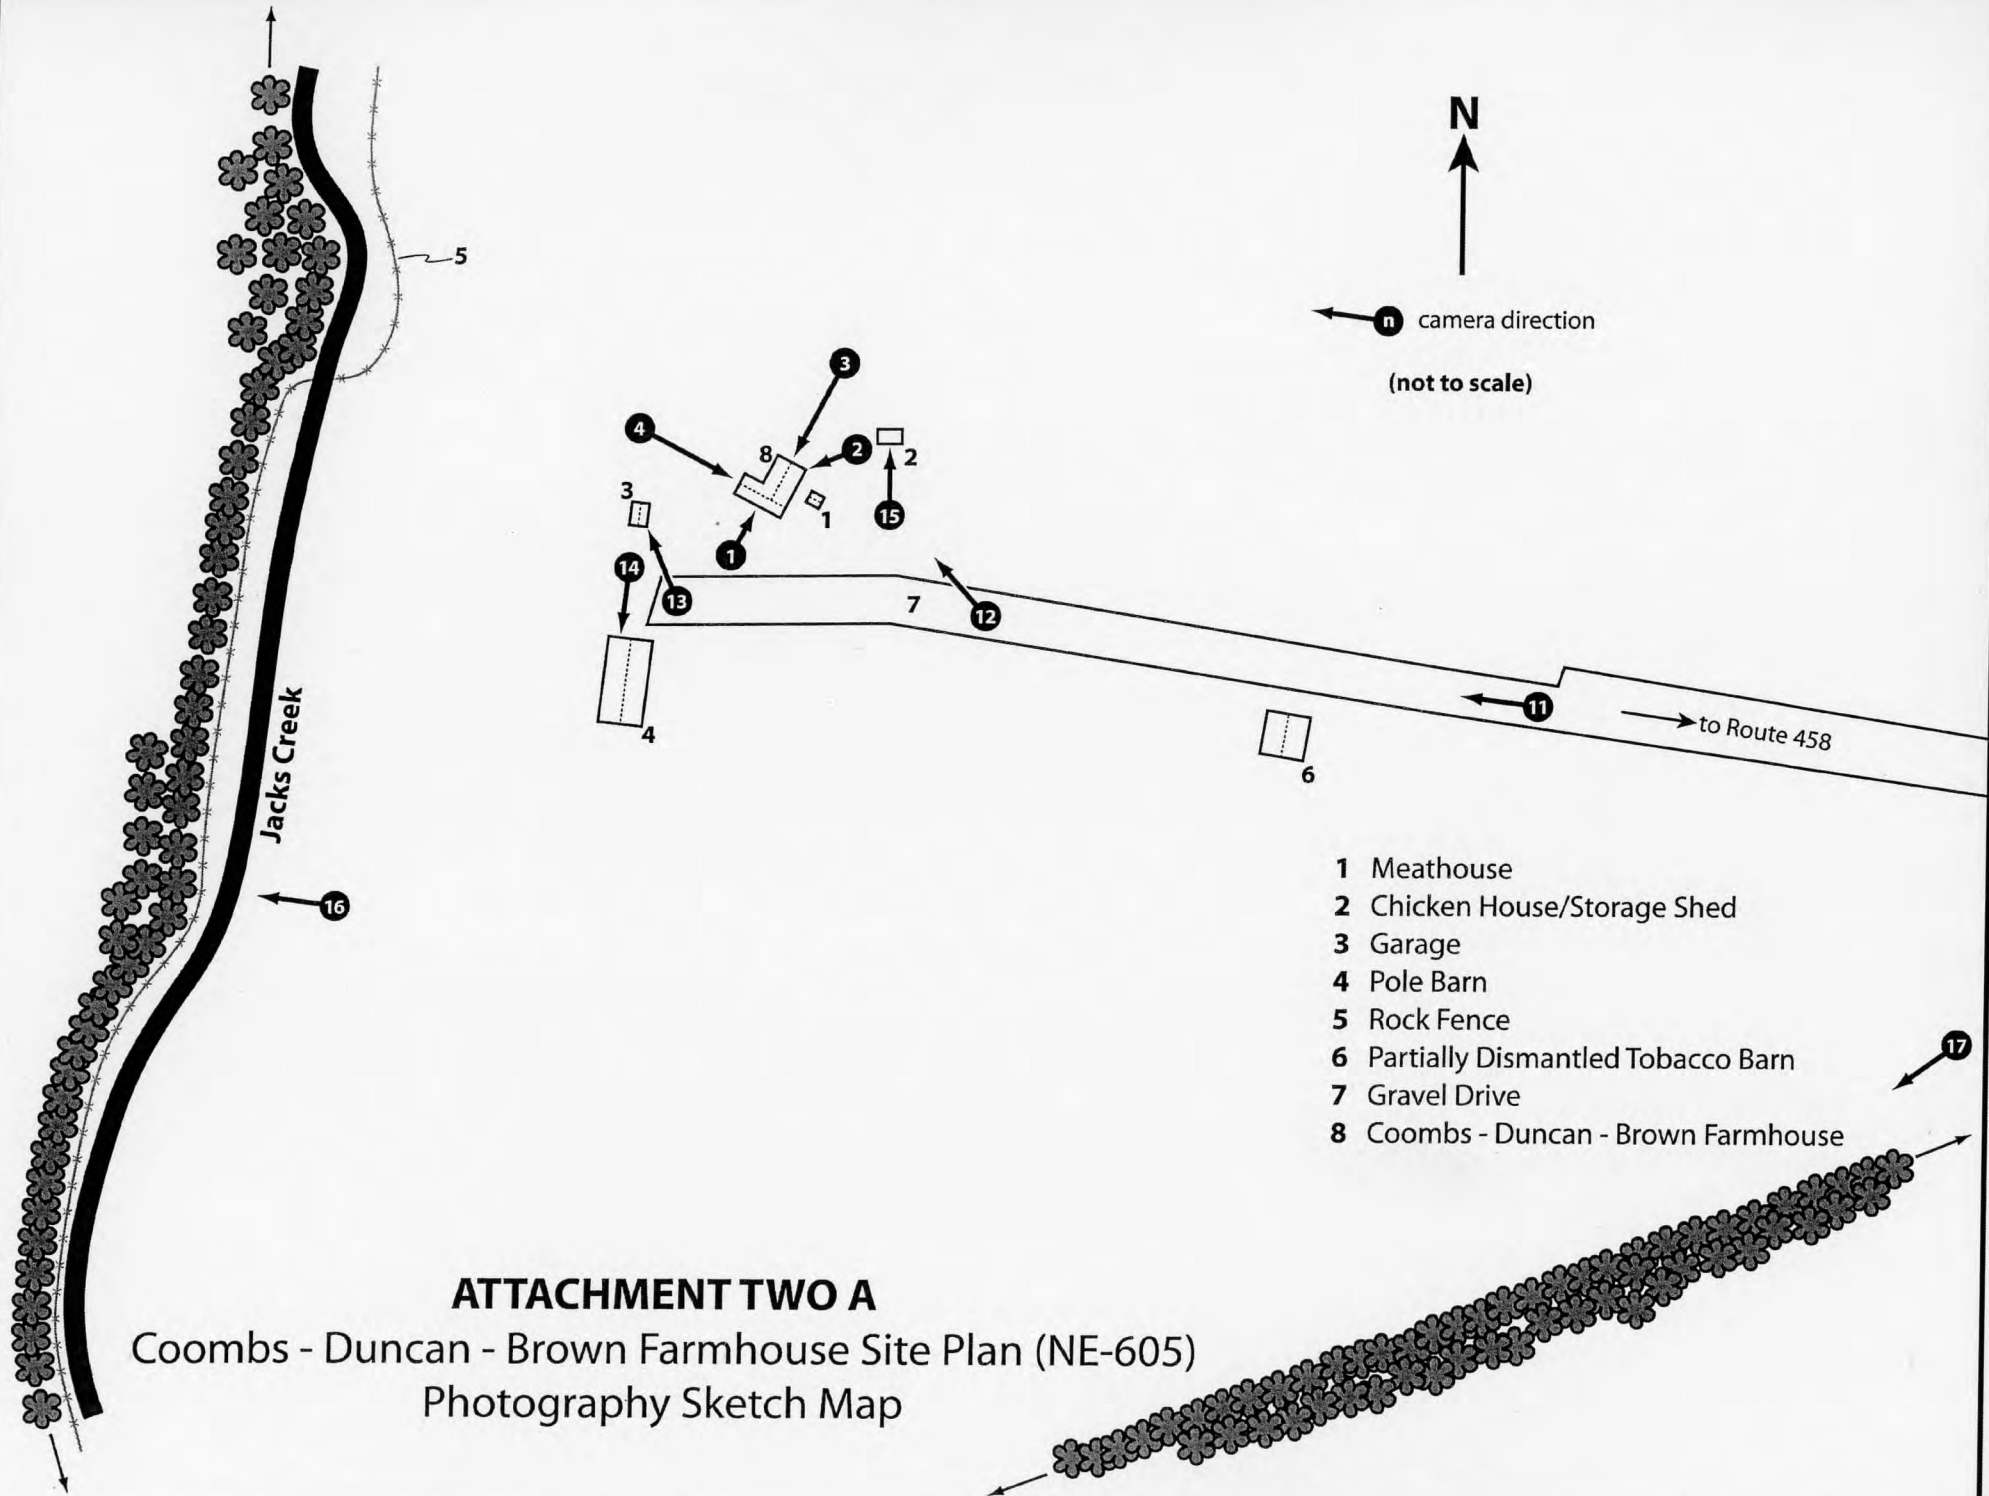 N
n camera direction
(not to scale)
5
3
4
8
2
2
3
1
15
1
14
13
7
12
4
11
to Route 458
6
Jacks Creek
16
1 Meathouse
2 Chicken House/Storage Shed
3 Garage
4 Pole Barn
5 Rock Fence
6 Partially Dismantled Tobacco Barn
7 Gravel Drive
8 Coombs - Duncan - Brown Farmhouse
17
ATTACHMENT TWO A
Coombs - Duncan - Brown Farmhouse Site Plan (NE-605)
Photography Sketch Map